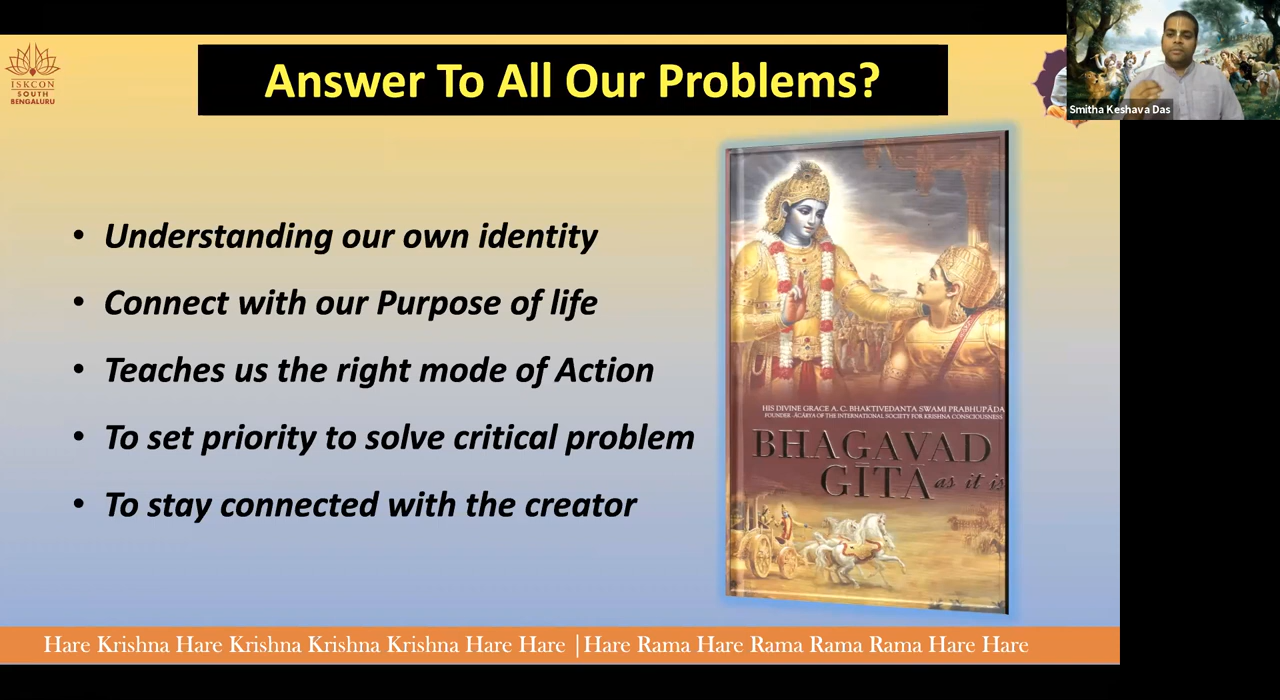 Answer To All Our Problems?
ISKCON
SOUTH
BENGALURU
Smitha Keshava Das
• Understanding our own identity
• Connect with our Purpose of life
• Teaches us the right mode of Action
• To set priority to solve critical problem
• To stay connected with the creator
HIS DIVINE GRACE A. C. BHAKTIVEDANTA SWAMI PRABHUPĀDA
FOUNDER-ĀCĀRYA OF THE INTERNATIONAL SOCIETY FOR KRISHNA CONSCIOUSNESS
BHAGAVAD
GĪTĀ as it is
Hare Krishna Hare Krishna Krishna Krishna Hare Hare |Hare Rama Hare Rama Rama Rama Hare Hare